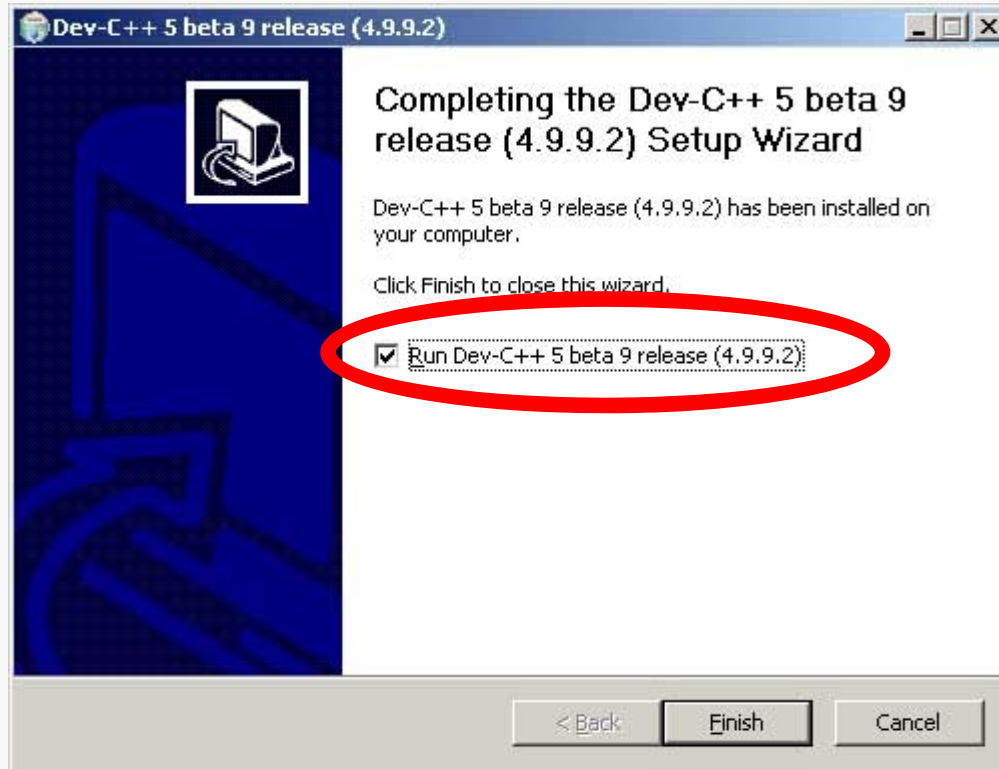 Dev-C++ 5 beta 9 release (4.9.9.2)
Completing the Dev-C++ 5 beta 9
release (4.9.9.2) Setup Wizard
Dev-C++ 5 beta 9 release (4.9.9.2) has been installed on
your computer.
Click Finish to close this wizard.
Run Dev-C++ 5 beta 9 release (4.9.9.2)
< Back
Finish
Cancel